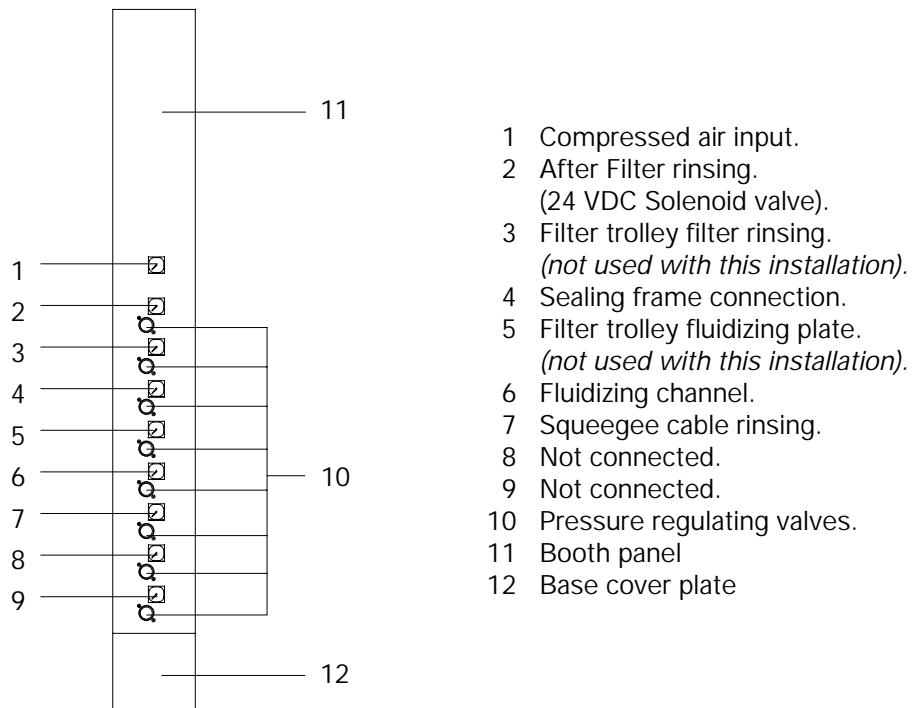 11
1
2
3
4
5
6
10
7
8
9
12
1 Compressed air input.
2 After Filter rinsing.
(24 VDC Solenoid valve).
3 Filter trolley filter rinsing.
(not used with this installation).
4 Sealing frame connection.
5 Filter trolley fluidizing plate.
(not used with this installation).
6 Fluidizing channel.
7 Squeegee cable rinsing.
8 Not connected.
9 Not connected.
10 Pressure regulating valves.
11 Booth panel
12 Base cover plate